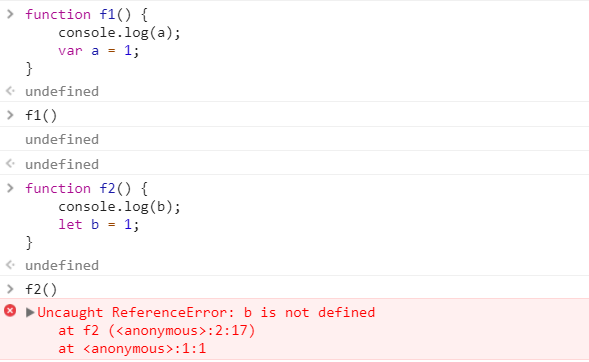 function f1() {
    console.log(a);
    var a = 1;
}
undefined
f1()
undefined
undefined
function f2() {
    console.log(b);
    let b = 1;
}
undefined
f2()
Uncaught ReferenceError: b is not defined
    at f2 (<anonymous>:2:17)
    at <anonymous>:1:1